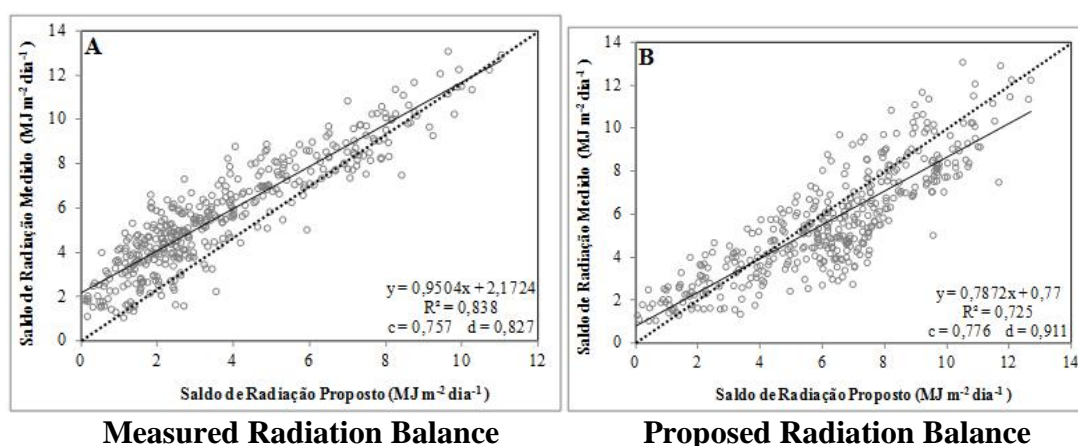 A
Saldo de Radiação Medido (MJ m-2 dia-1)
14
12
10
8
6
4
2
0
0 2 4 6 8 10 12
y = 0,9504x + 2,1724
R² = 0,838
c = 0,757 d = 0,827
Saldo de Radiação Proposto (MJ m-2 dia-1)
Measured Radiation Balance
B
Saldo de Radiação Medido (MJ m-2 dia-1)
14
12
10
8
6
4
2
0
0 2 4 6 8 10 12 14
y = 0,7872x + 0,77
R² = 0,725
c = 0,776 d = 0,911
Saldo de Radiação Proposto (MJ m-2 dia-1)
Proposed Radiation Balance